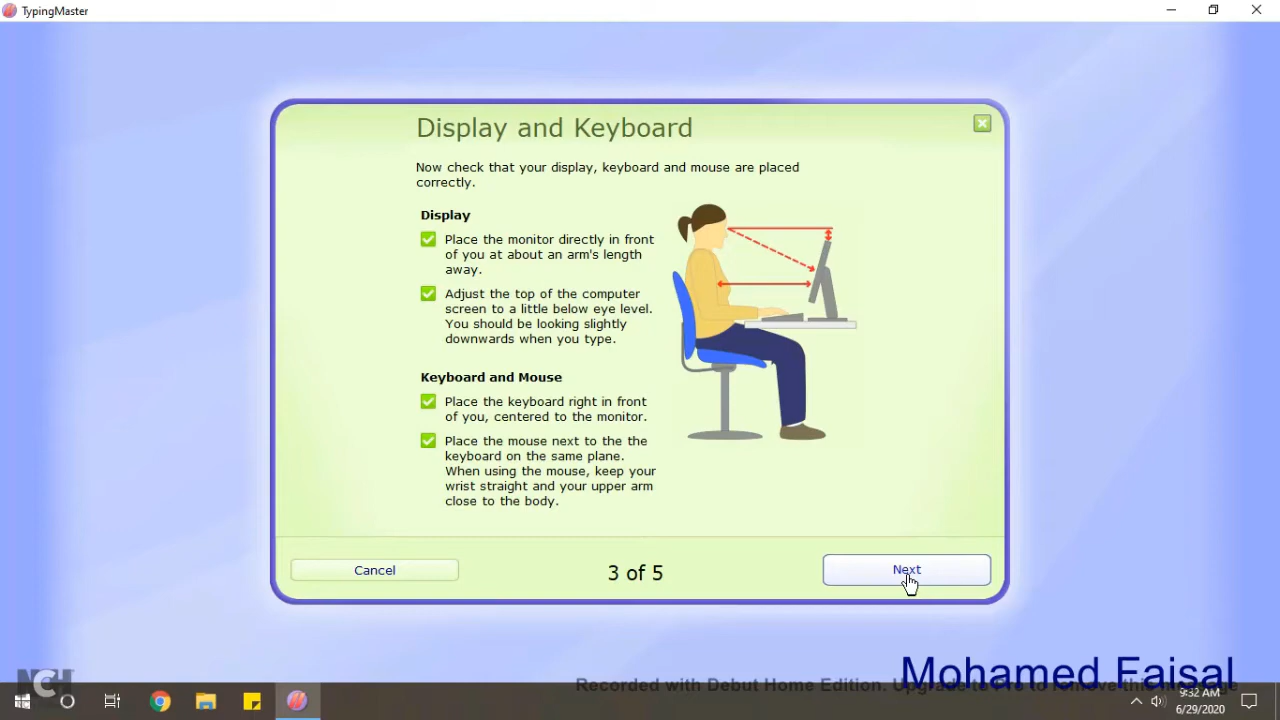 TypingMaster
Display and Keyboard
Now check that your display, keyboard and mouse are placed
correctly.
Display
Place the monitor directly in front
of you at about an arm's length
away.
Adjust the top of the computer
screen to a little below eye level.
You should be looking slightly
downwards when you type.
Keyboard and Mouse
Place the keyboard right in front
of you, centered to the monitor.
Place the mouse next to the the
keyboard on the same plane.
When using the mouse, keep your
wrist straight and your upper arm
close to the body.
Cancel
3 of 5
Next
Mohamed Faisal
NCH
Recorded with Debut Home Edition. Upgrade to
to remove this
9:32 AM
6/29/2020